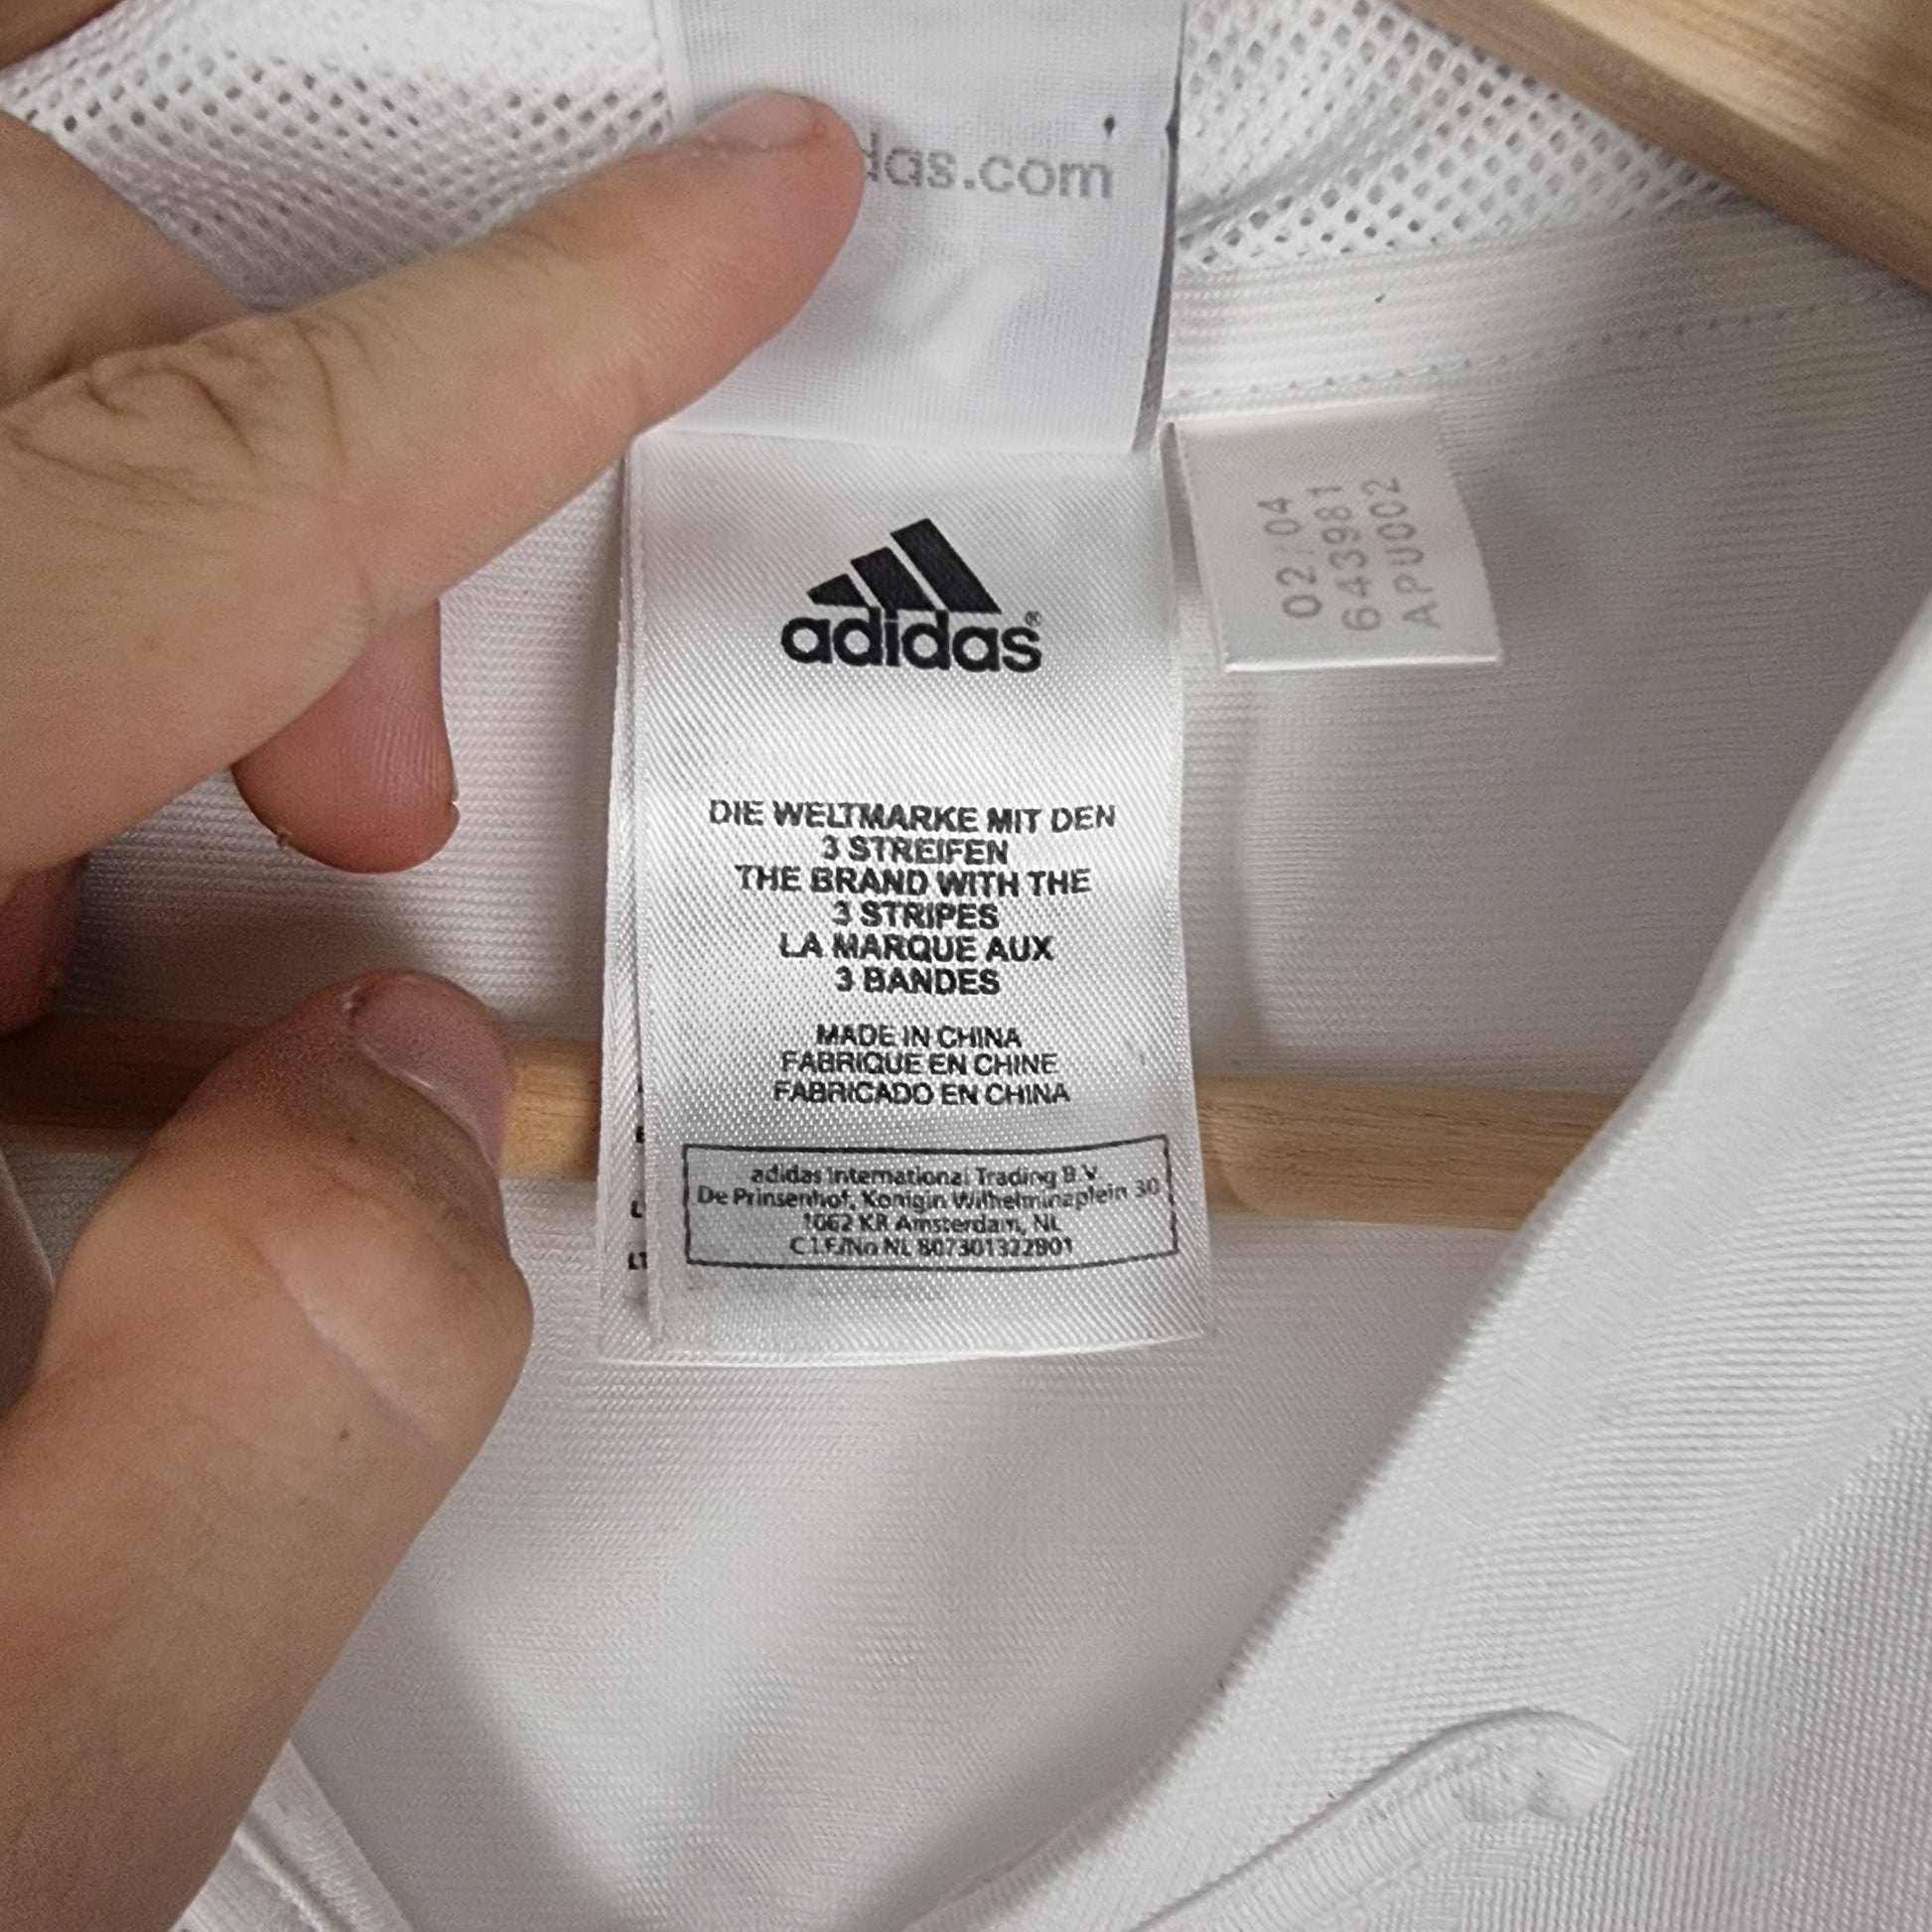 das.com
adidas®
02/04
643981
APU002
DIE WELTMARKE MIT DEN
3 STREIFEN
THE BRAND WITH THE
3 STRIPES
LA MARQUE AUX
3 BANDES
MADE IN CHINA
FABRIQUE EN CHINE
FABRICADO EN CHINA
adidas International Trading B.V
De Prinsenhof, Konigin Wilhelminaplein 30
1062 KR Amsterdam, NL
C.I.F./No NL 807301322B01